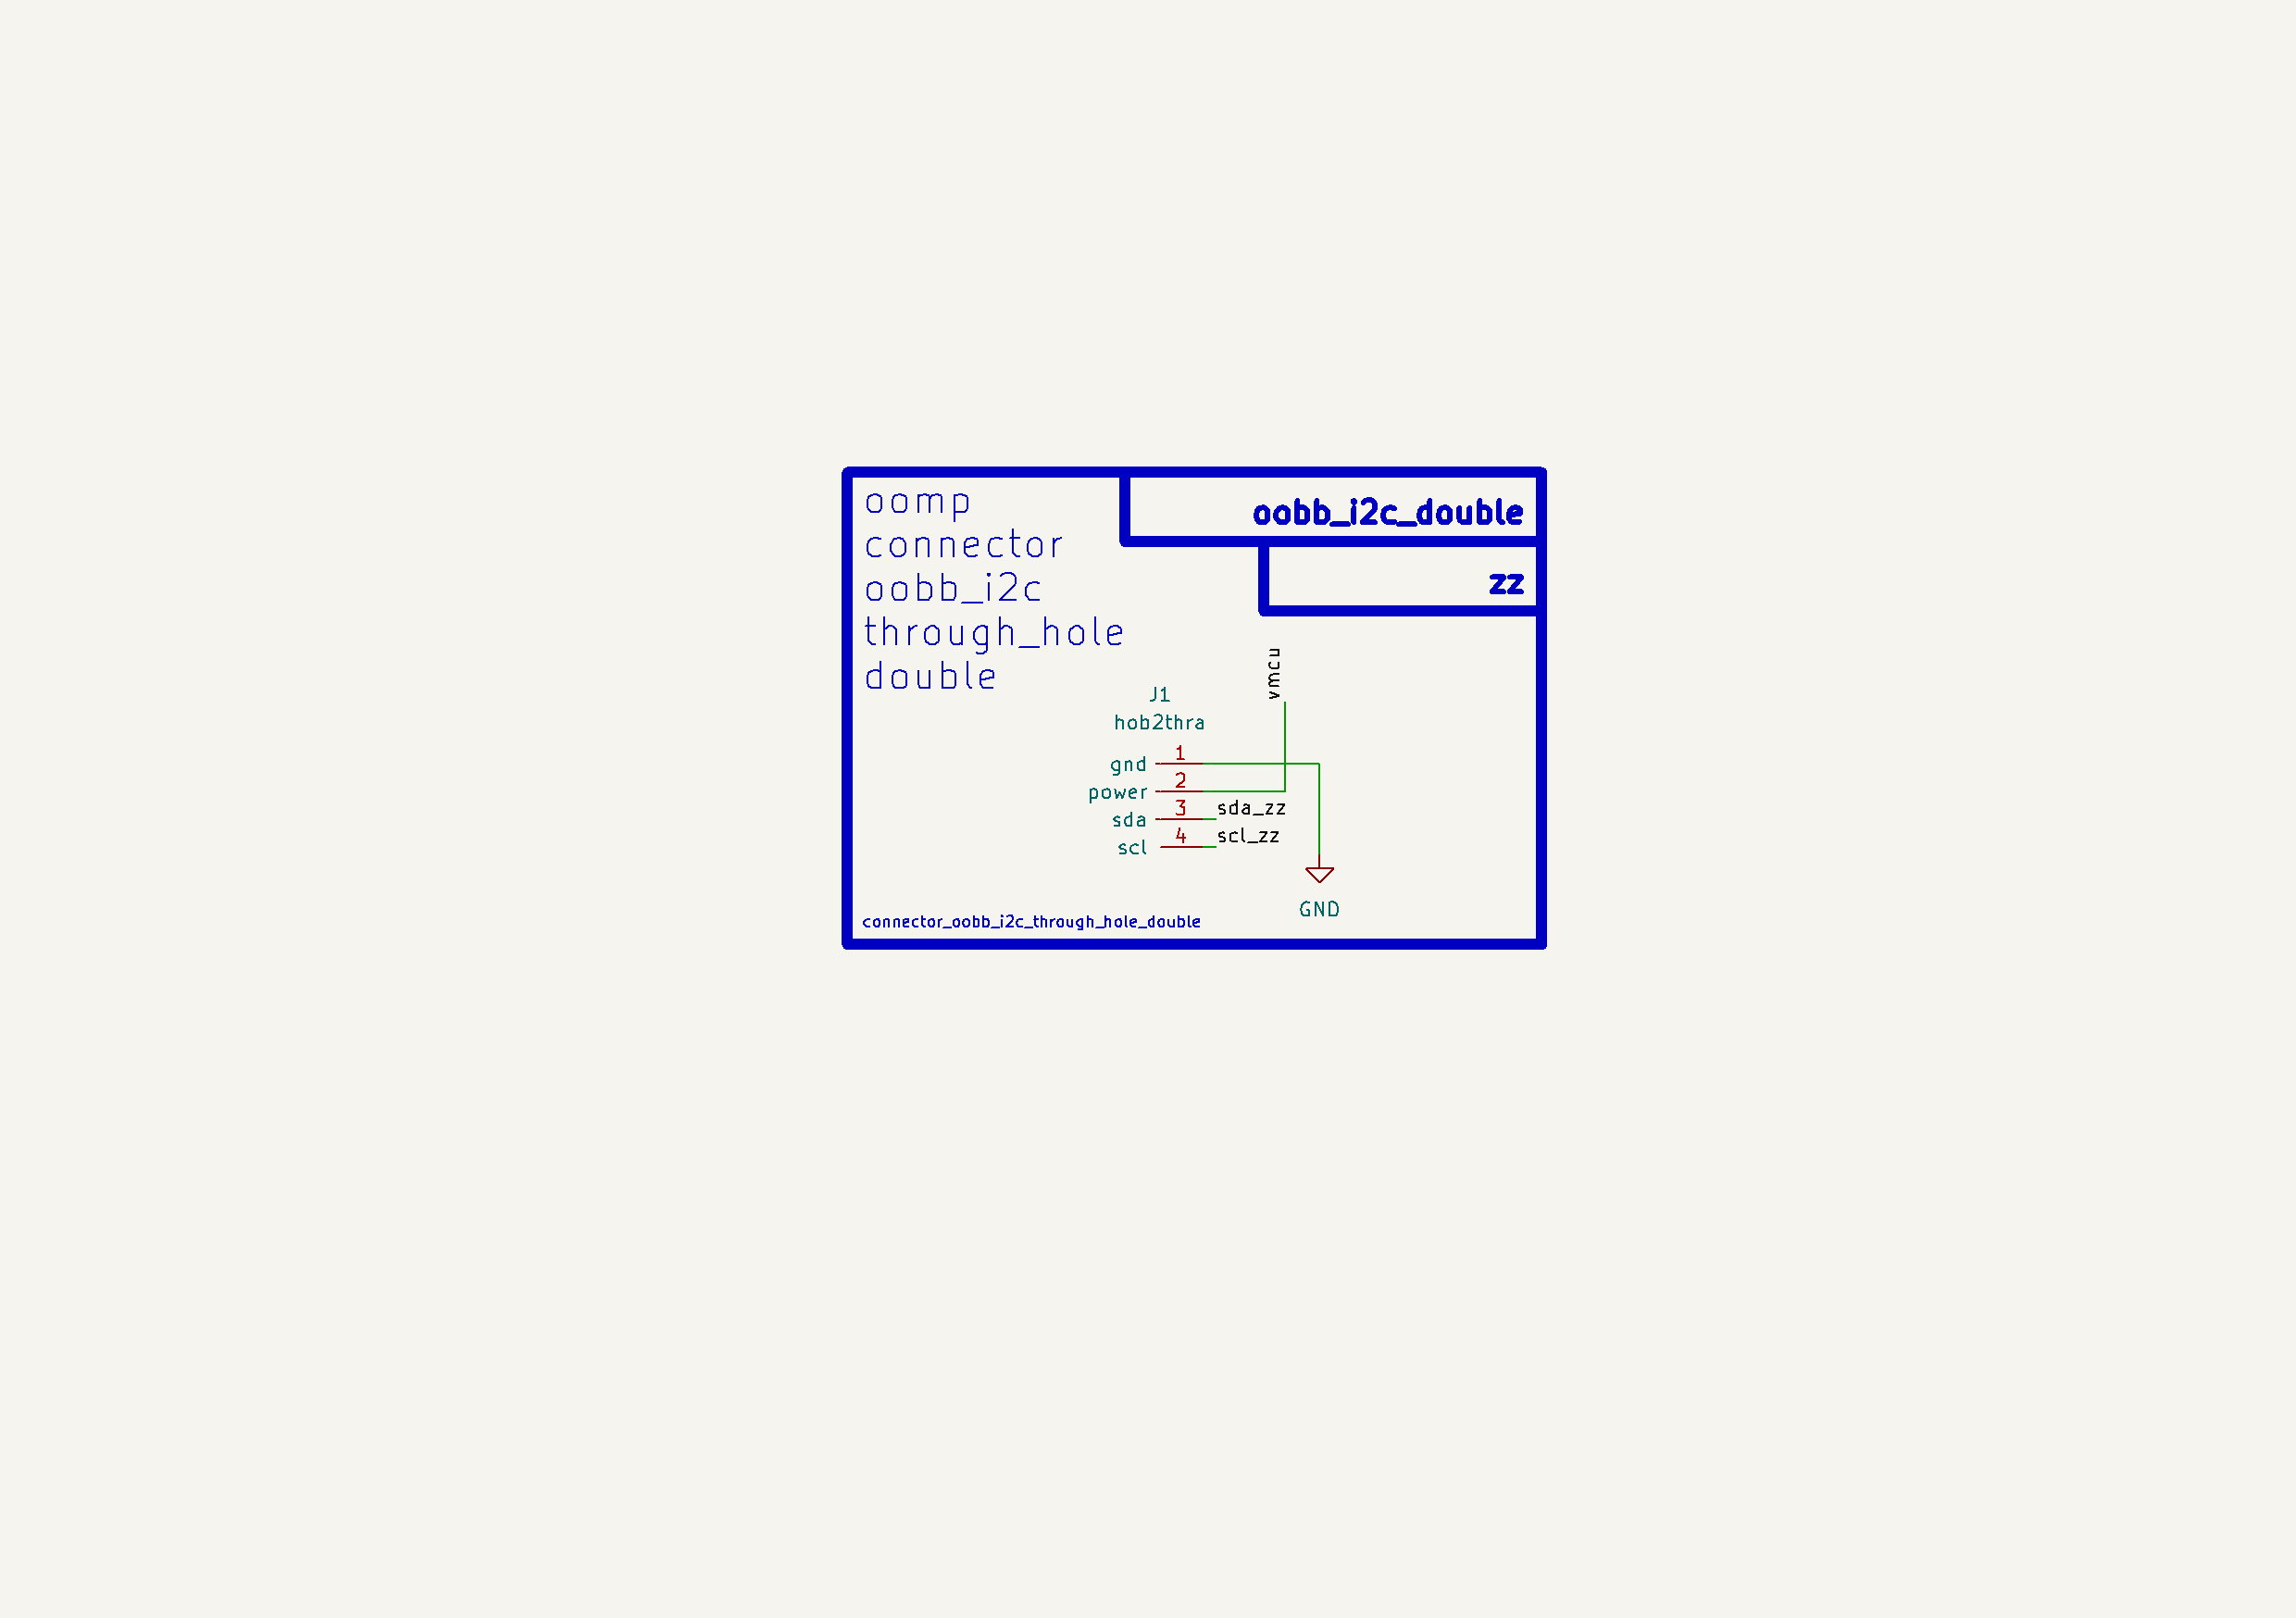 oomp
connector
oobb_i2c
through_hole
double
oobb_i2c_double
zz
vmcu
J1
hob2thra
gnd 1
power 2
sda 3 sda_zz
scl 4 scl_zz
GND
connector_oobb_i2c_through_hole_double